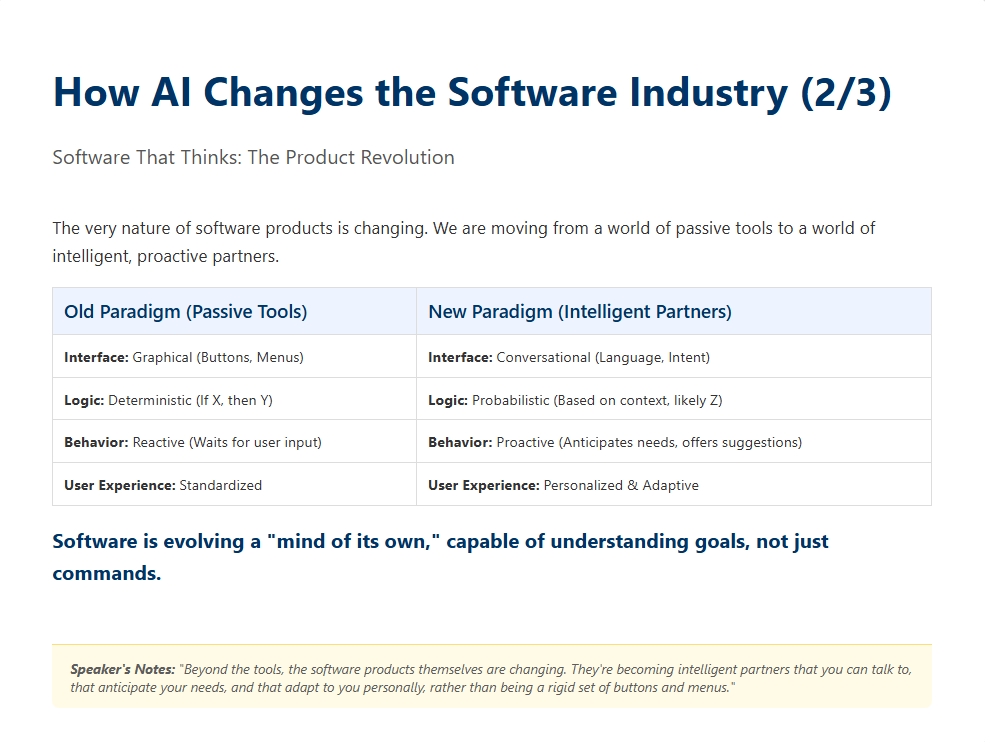 How AI Changes the Software Industry (2/3)
Software That Thinks: The Product Revolution
The very nature of software products is changing. We are moving from a world of passive tools to a world of
intelligent, proactive partners.
Old Paradigm (Passive Tools) New Paradigm (Intelligent Partners)
Interface: Graphical (Buttons, Menus) Interface: Conversational (Language, Intent)
Logic: Deterministic (If X, then Y) Logic: Probabilistic (Based on context, likely Z)
Behavior: Reactive (Waits for user input) Behavior: Proactive (Anticipates needs, offers suggestions)
User Experience: Standardized User Experience: Personalized & Adaptive
Software is evolving a "mind of its own," capable of understanding goals, not just
commands.
Speaker's Notes: "Beyond the tools, the software products themselves are changing. They're becoming intelligent partners that you can talk to,
that anticipate your needs, and that adapt to you personally, rather than being a rigid set of buttons and menus."